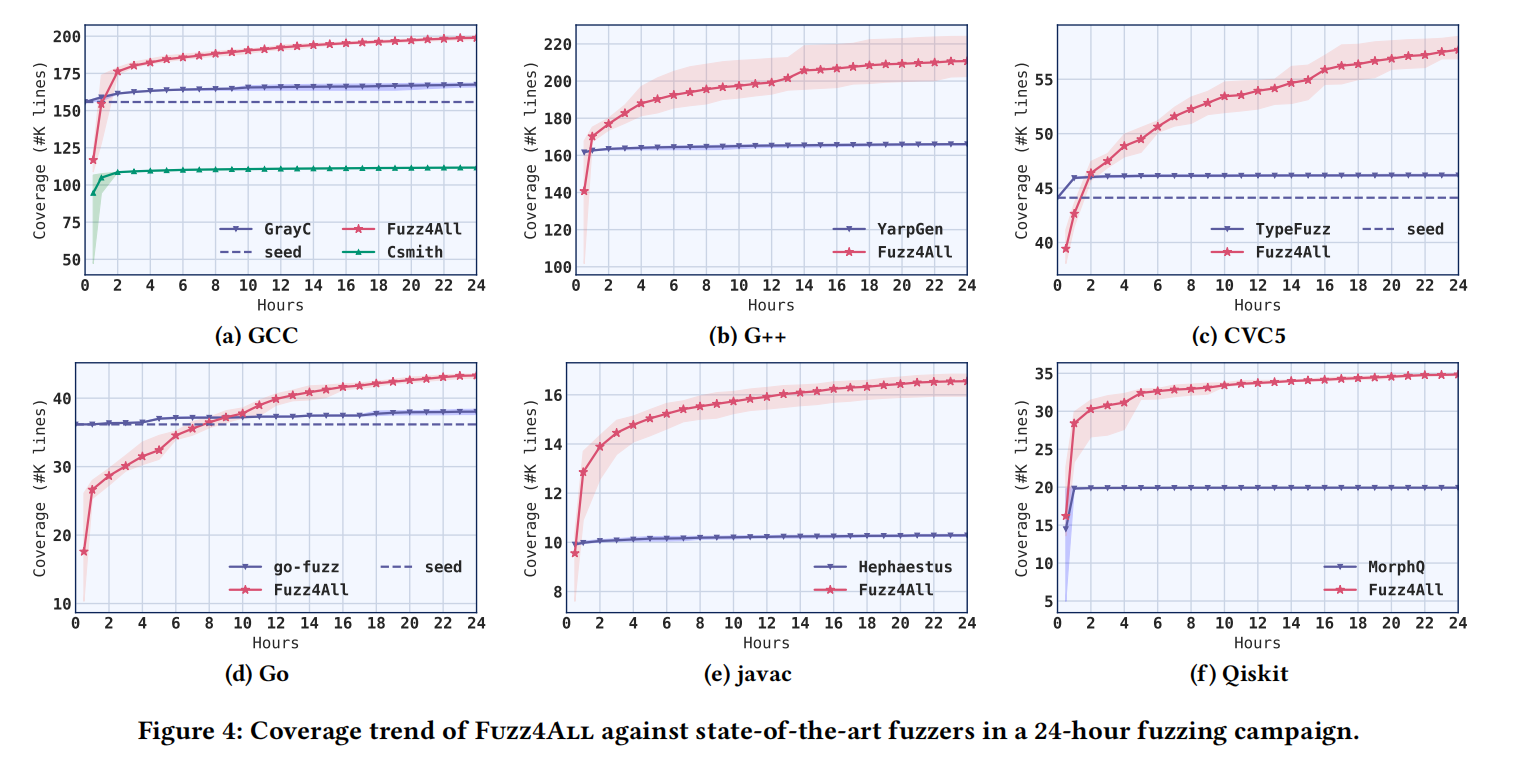 200
175
150
125
100
75
50
Coverage (#K lines)
GrayC
seed
Fuzz4All
Csmith
0 2 4 6 8 10 12 14 16 18 20 22 24
Hours
(a) GCC
220
200
180
160
140
120
100
Coverage (#K lines)
YarpGen
Fuzz4All
0 2 4 6 8 10 12 14 16 18 20 22 24
Hours
(b) G++
55
50
45
40
Coverage (#K lines)
TypeFuzz
Fuzz4All
seed
0 2 4 6 8 10 12 14 16 18 20 22 24
Hours
(c) CVC5
40
30
20
10
Coverage (#K lines)
go-fuzz
Fuzz4All
seed
0 2 4 6 8 10 12 14 16 18 20 22 24
Hours
(d) Go
16
14
12
10
8
Coverage (#K lines)
Hephaestus
Fuzz4All
0 2 4 6 8 10 12 14 16 18 20 22 24
Hours
(e) javac
35
30
25
20
15
10
5
Coverage (#K lines)
MorphQ
Fuzz4All
0 2 4 6 8 10 12 14 16 18 20 22 24
Hours
(f) Qiskit
Figure 4: Coverage trend of Fuzz4All against state-of-the-art fuzzers in a 24-hour fuzzing campaign.